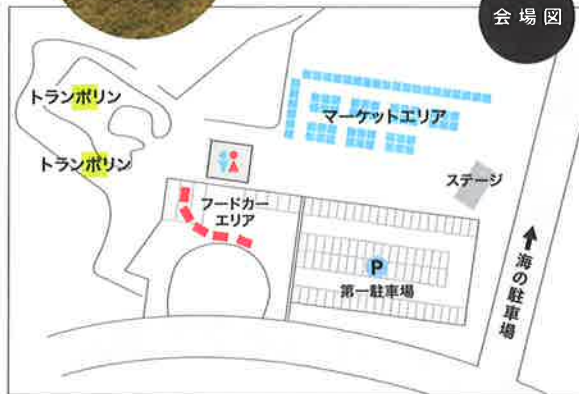 会場図
トランポリン
トランポリン
マーケットエリア
ステージ
フードカー
エリア
P
第一駐車場
海の駐車場